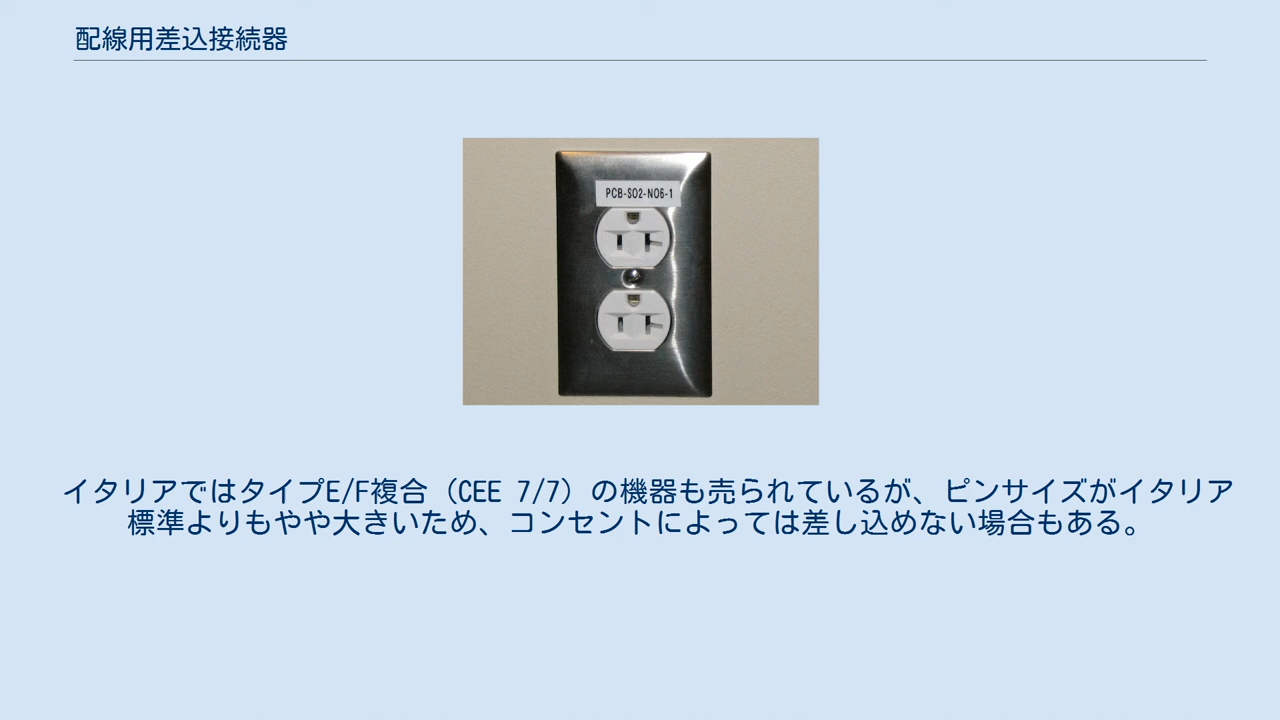 配線用差込接続器
PCB-S02-N06-1
イタリアではタイプE/F複合（CEE 7/7）の機器も売られているが、ピンサイズがイタリア
標準よりもやや大きいため、コンセントによっては差し込めない場合もある。